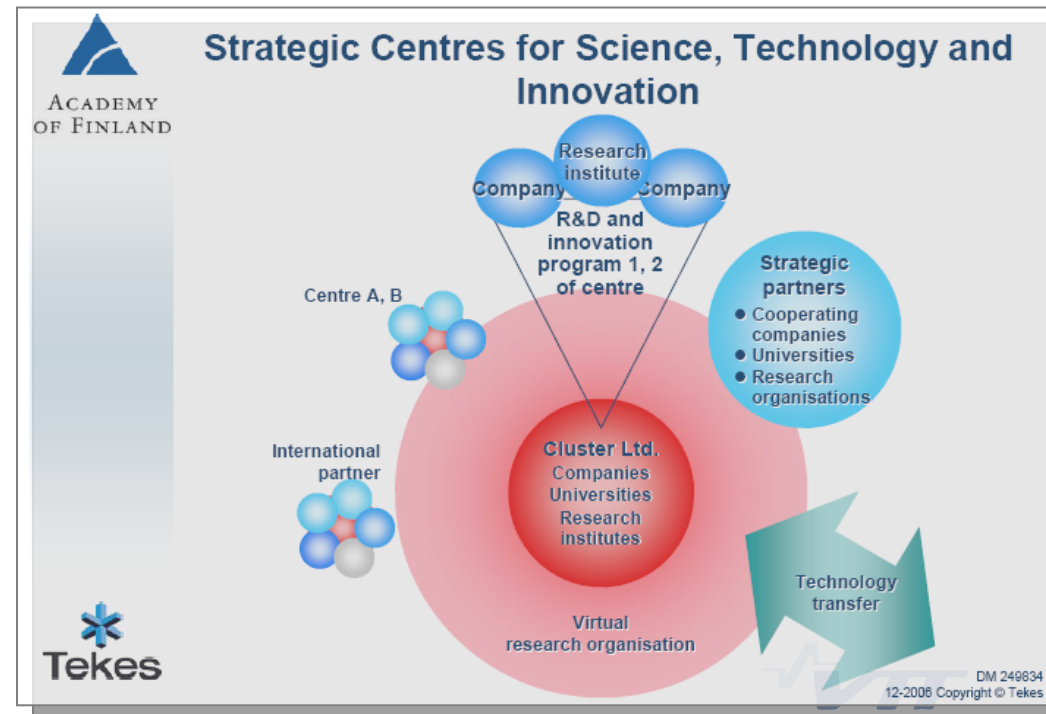 ACADEMY
OF FINLAND
Strategic Centres for Science, Technology and
Innovation
Research
institute
Company
Company
R&D and
innovation
program 1, 2
of centre
Strategic
partners
● Cooperating
companies
● Universities
● Research
organisations
Centre A, B
International
partner
Cluster Ltd.
Companies
Universities
Research
institutes
Technology
transfer
Virtual
research organisation
Tekes
VTT
DM 249834
12-2006 Copyright © Tekes